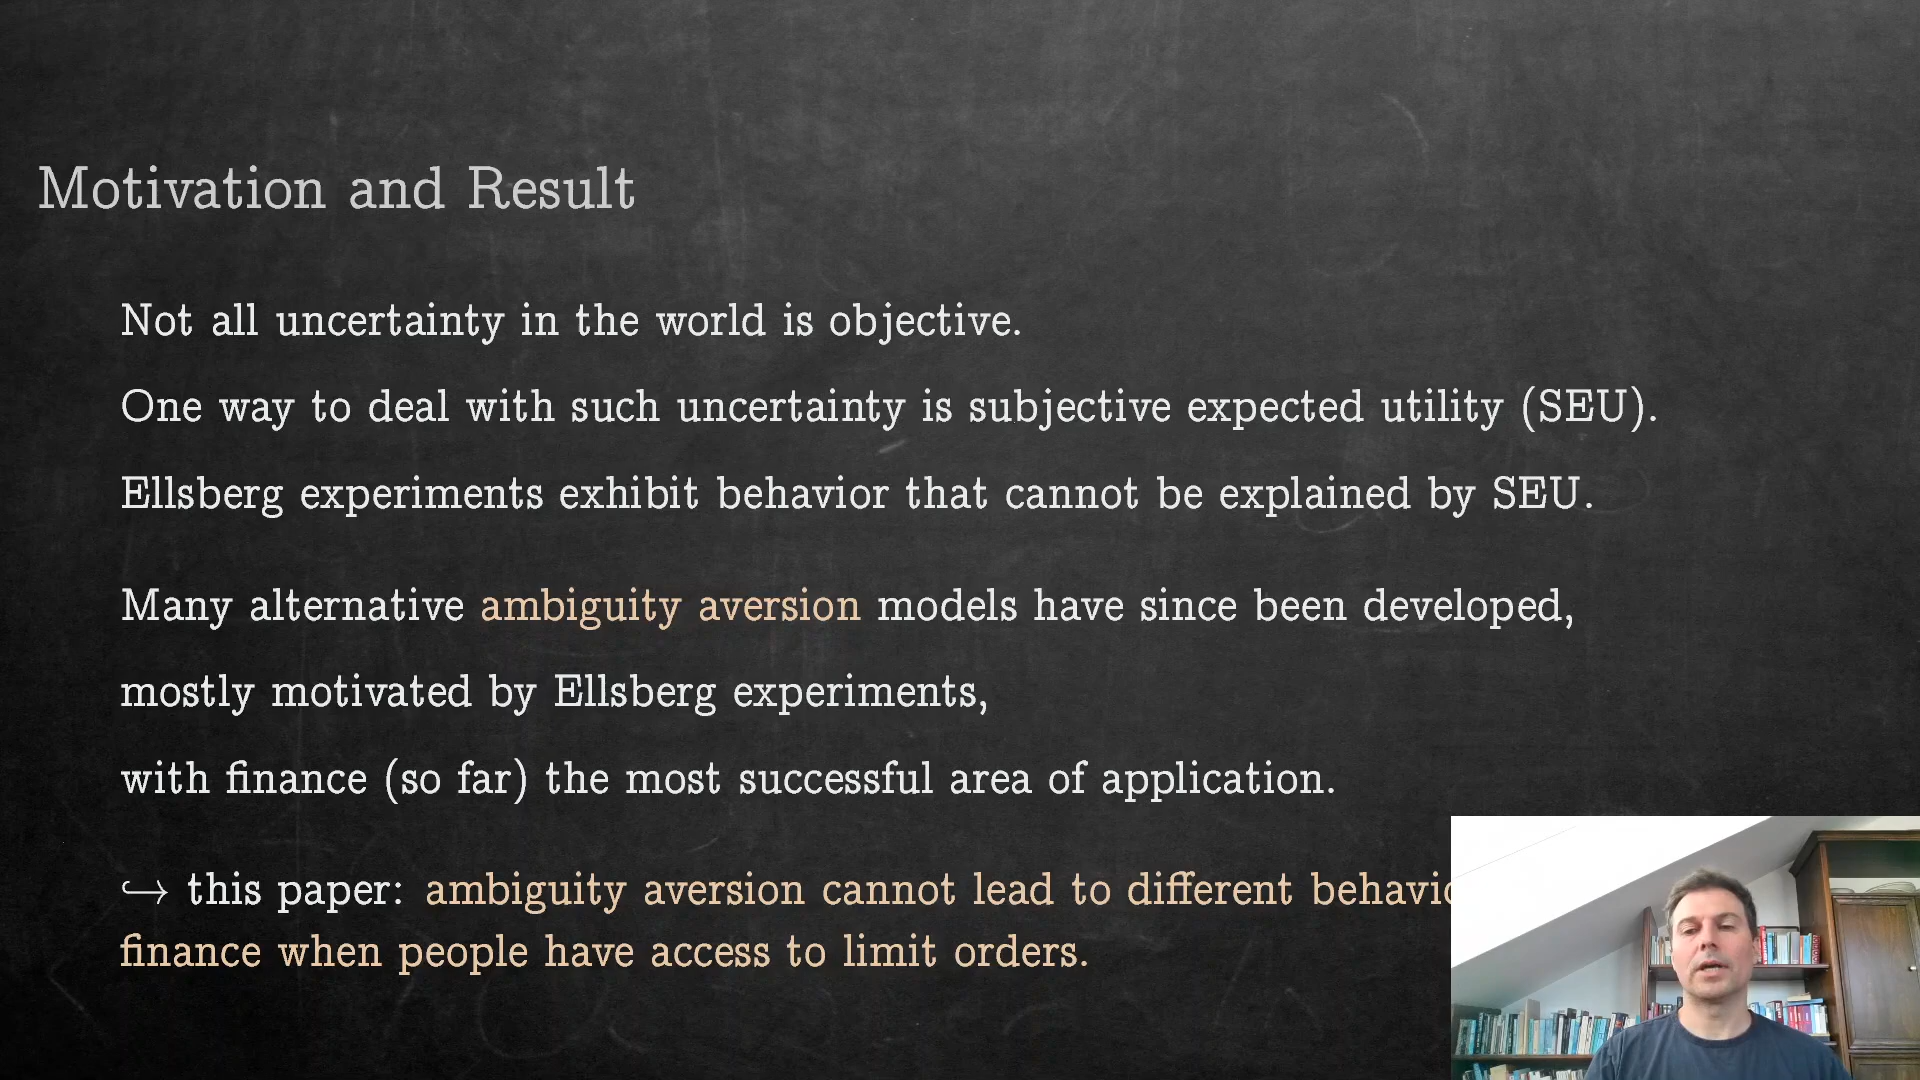 Motivation and Result
Not all uncertainty in the world is objective.
One way to deal with such uncertainty is subjective expected utility (SEU).
Ellsberg experiments exhibit behavior that cannot be explained by SEU.
Many alternative ambiguity aversion models have since been developed,
mostly motivated by Ellsberg experiments,
with finance (so far) the most successful area of application.
↪ this paper: ambiguity aversion cannot lead to different
finance when people have access to limit orders.